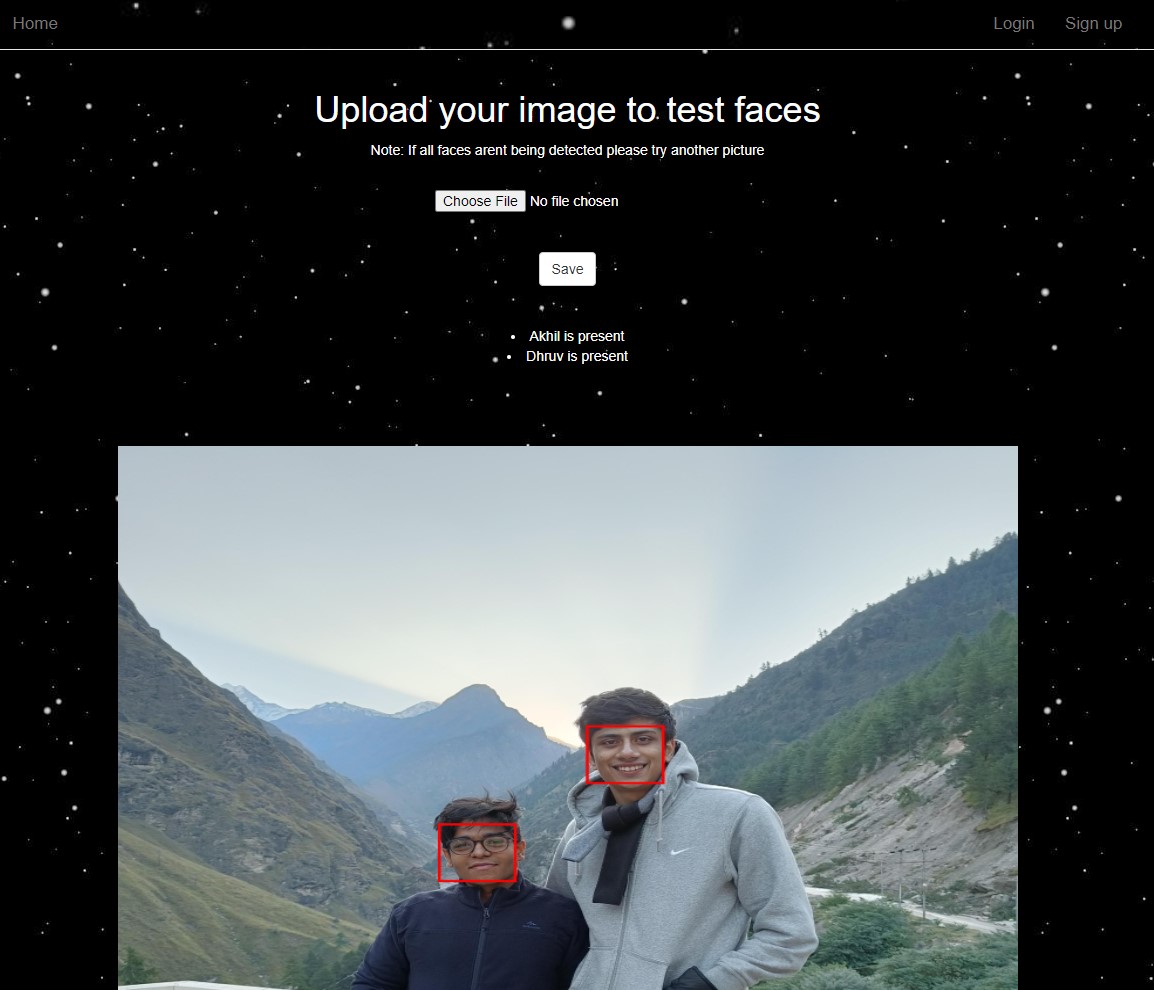 Home Login Sign up
Upload your image to test faces
Note: If all faces arent being detected please try another picture
Choose File No file chosen
Save
Akhil is present
Dhruv is present